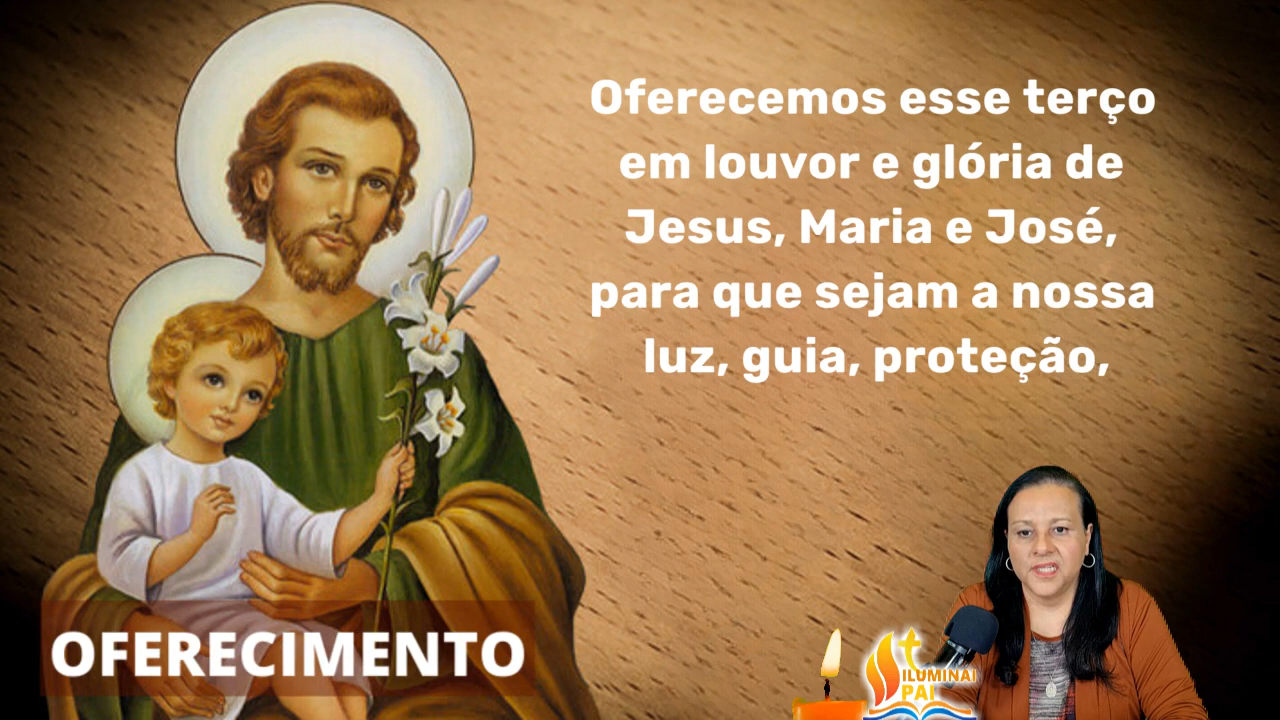 Oferecemos esse terço
em louvor e glória de
Jesus, Maria e José,
para que sejam a nossa
luz, guia, proteção,
OFERECIMENTO
ILUMINAI
PAI